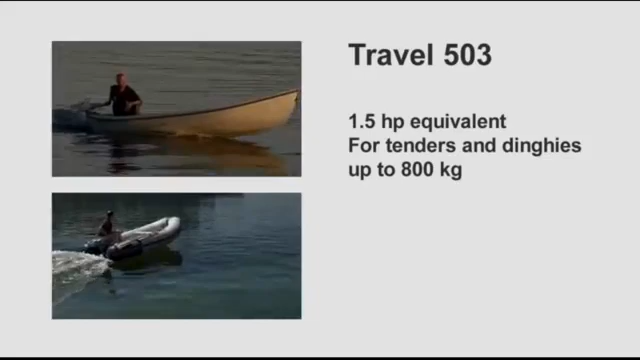 Travel 503
1.5 hp equivalent
For tenders and dinghies
up to 800 kg